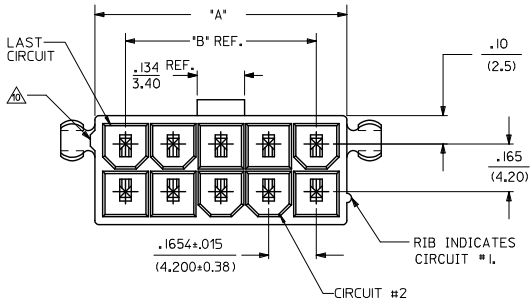 "A"
LAST
CIRCUIT
"B" REF.
.134 REF.
3.40
.10
(2.5)
10
.165
(4.20)
.1654±.015
(4.200±0.38)
RIB INDICATES
CIRCUIT #1.
CIRCUIT #2